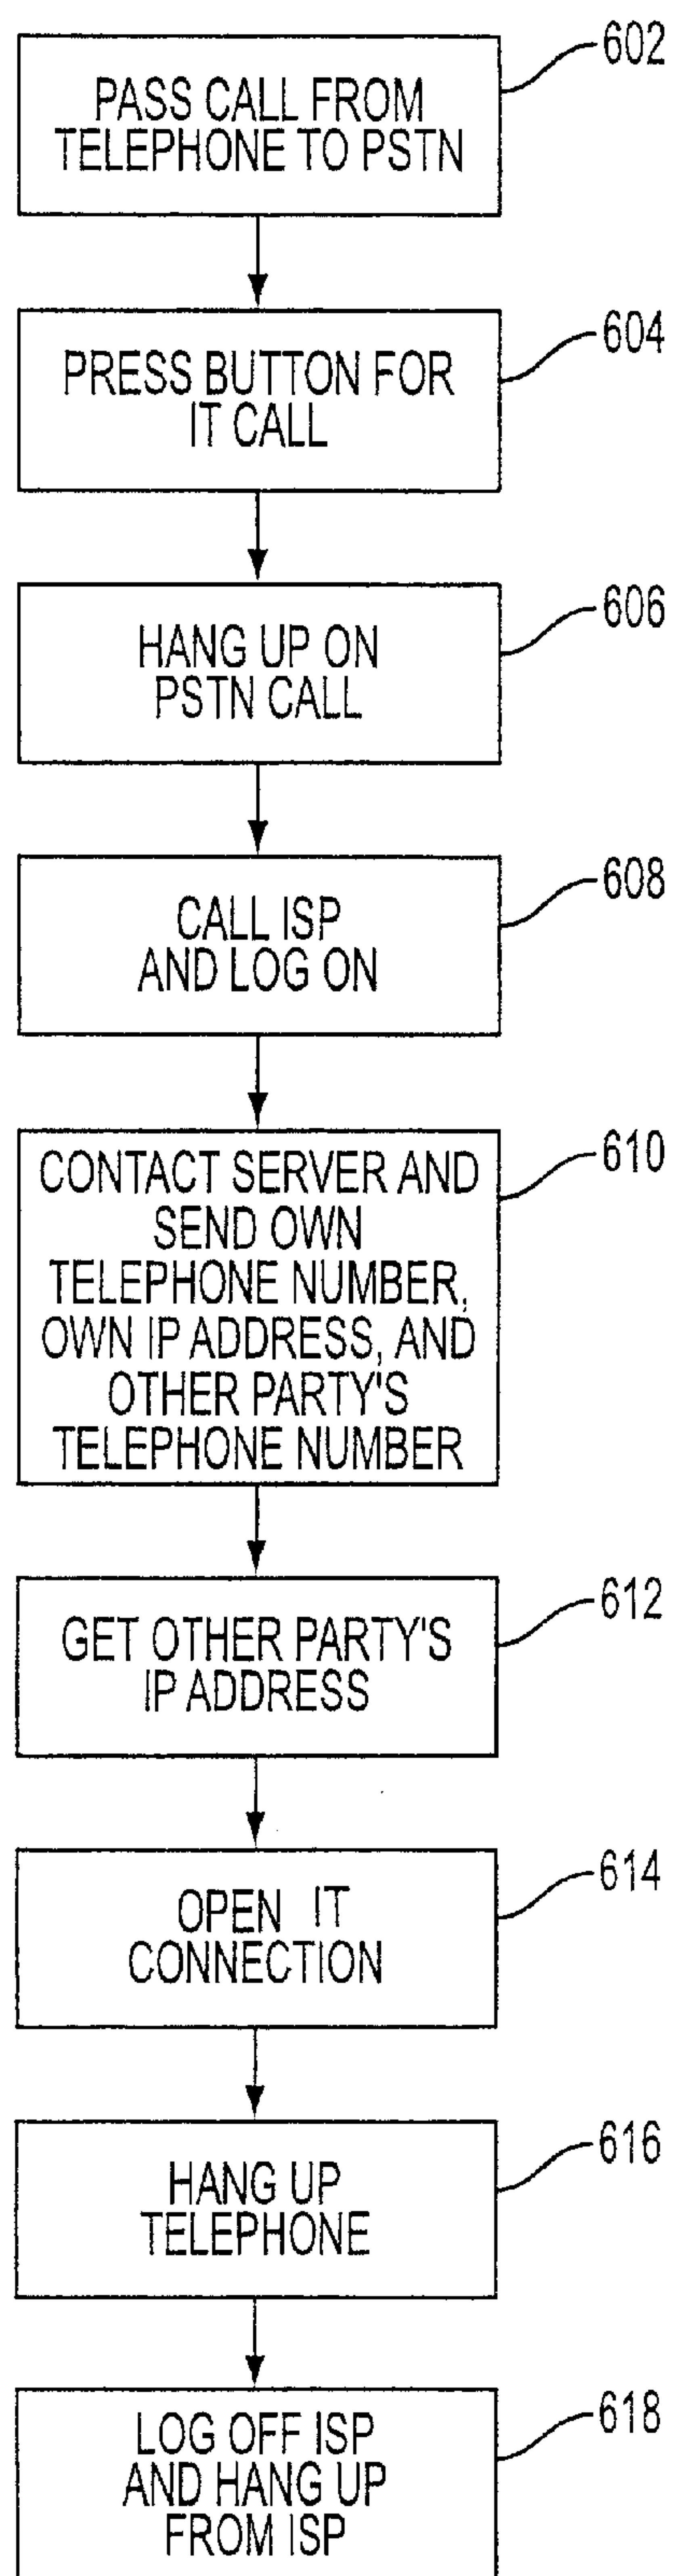 602
PASS CALL FROM
TELEPHONE TO PSTN
604
PRESS BUTTON FOR
IT CALL
606
HANG UP ON
PSTN CALL
608
CALL ISP
AND LOG ON
610
CONTACT SERVER AND
SEND OWN
TELEPHONE NUMBER,
OWN IP ADDRESS, AND
OTHER PARTY'S
TELEPHONE NUMBER
612
GET OTHER PARTY'S
IP ADDRESS
614
OPEN IT
CONNECTION
616
HANG UP
TELEPHONE
618
LOG OFF ISP
AND HANG UP
FROM ISP